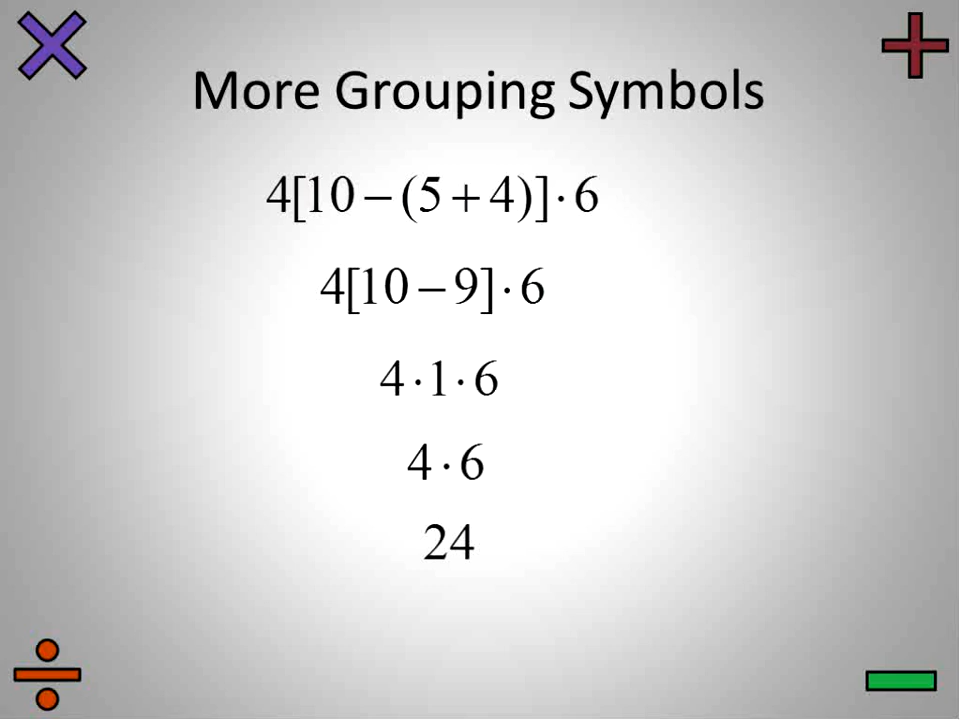 More Grouping Symbols
4[10 − (5 + 4)] · 6
4[10 − 9] · 6
4 · 1 · 6
4 · 6
24